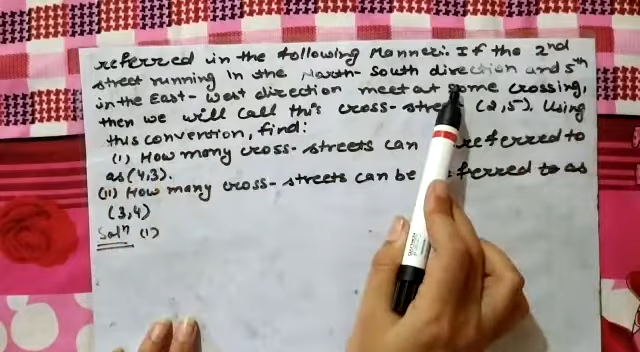 referred in the following Manner: If the 2nd
street running in the North- South direction and 5th
in the East- West direction meet at some crossing,
then we will call this cross- (2,5). Using
this convention, find:
(i) How many cross- streets can referred to
as (4,3).
(ii) How many cross- streets can be to as
(3,4)
Solⁿ (i)